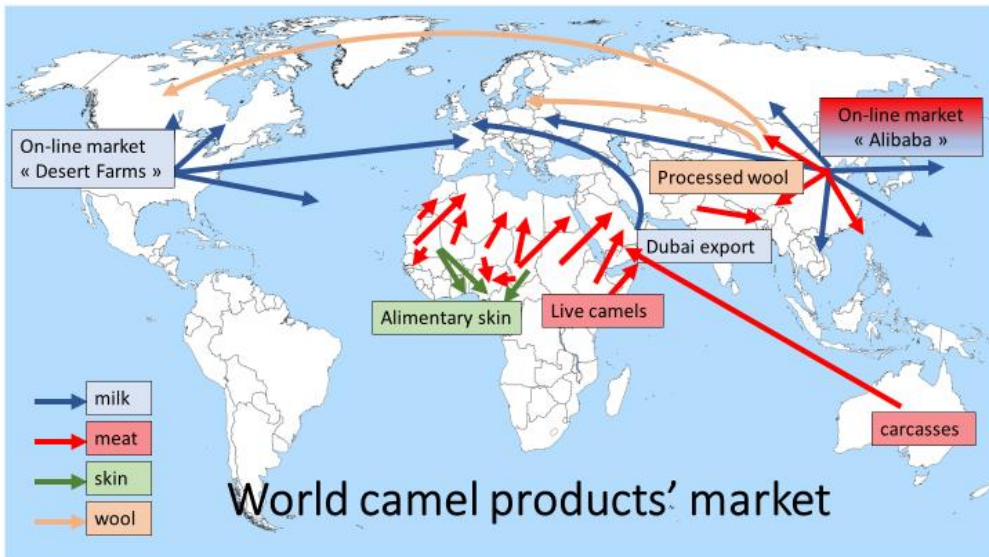 On-line market
« Desert Farms »
On-line market
« Alibaba »
Processed wool
Dubai export
Alimentary skin
Live camels
carcasses
milk
meat
skin
wool
World camel products’ market